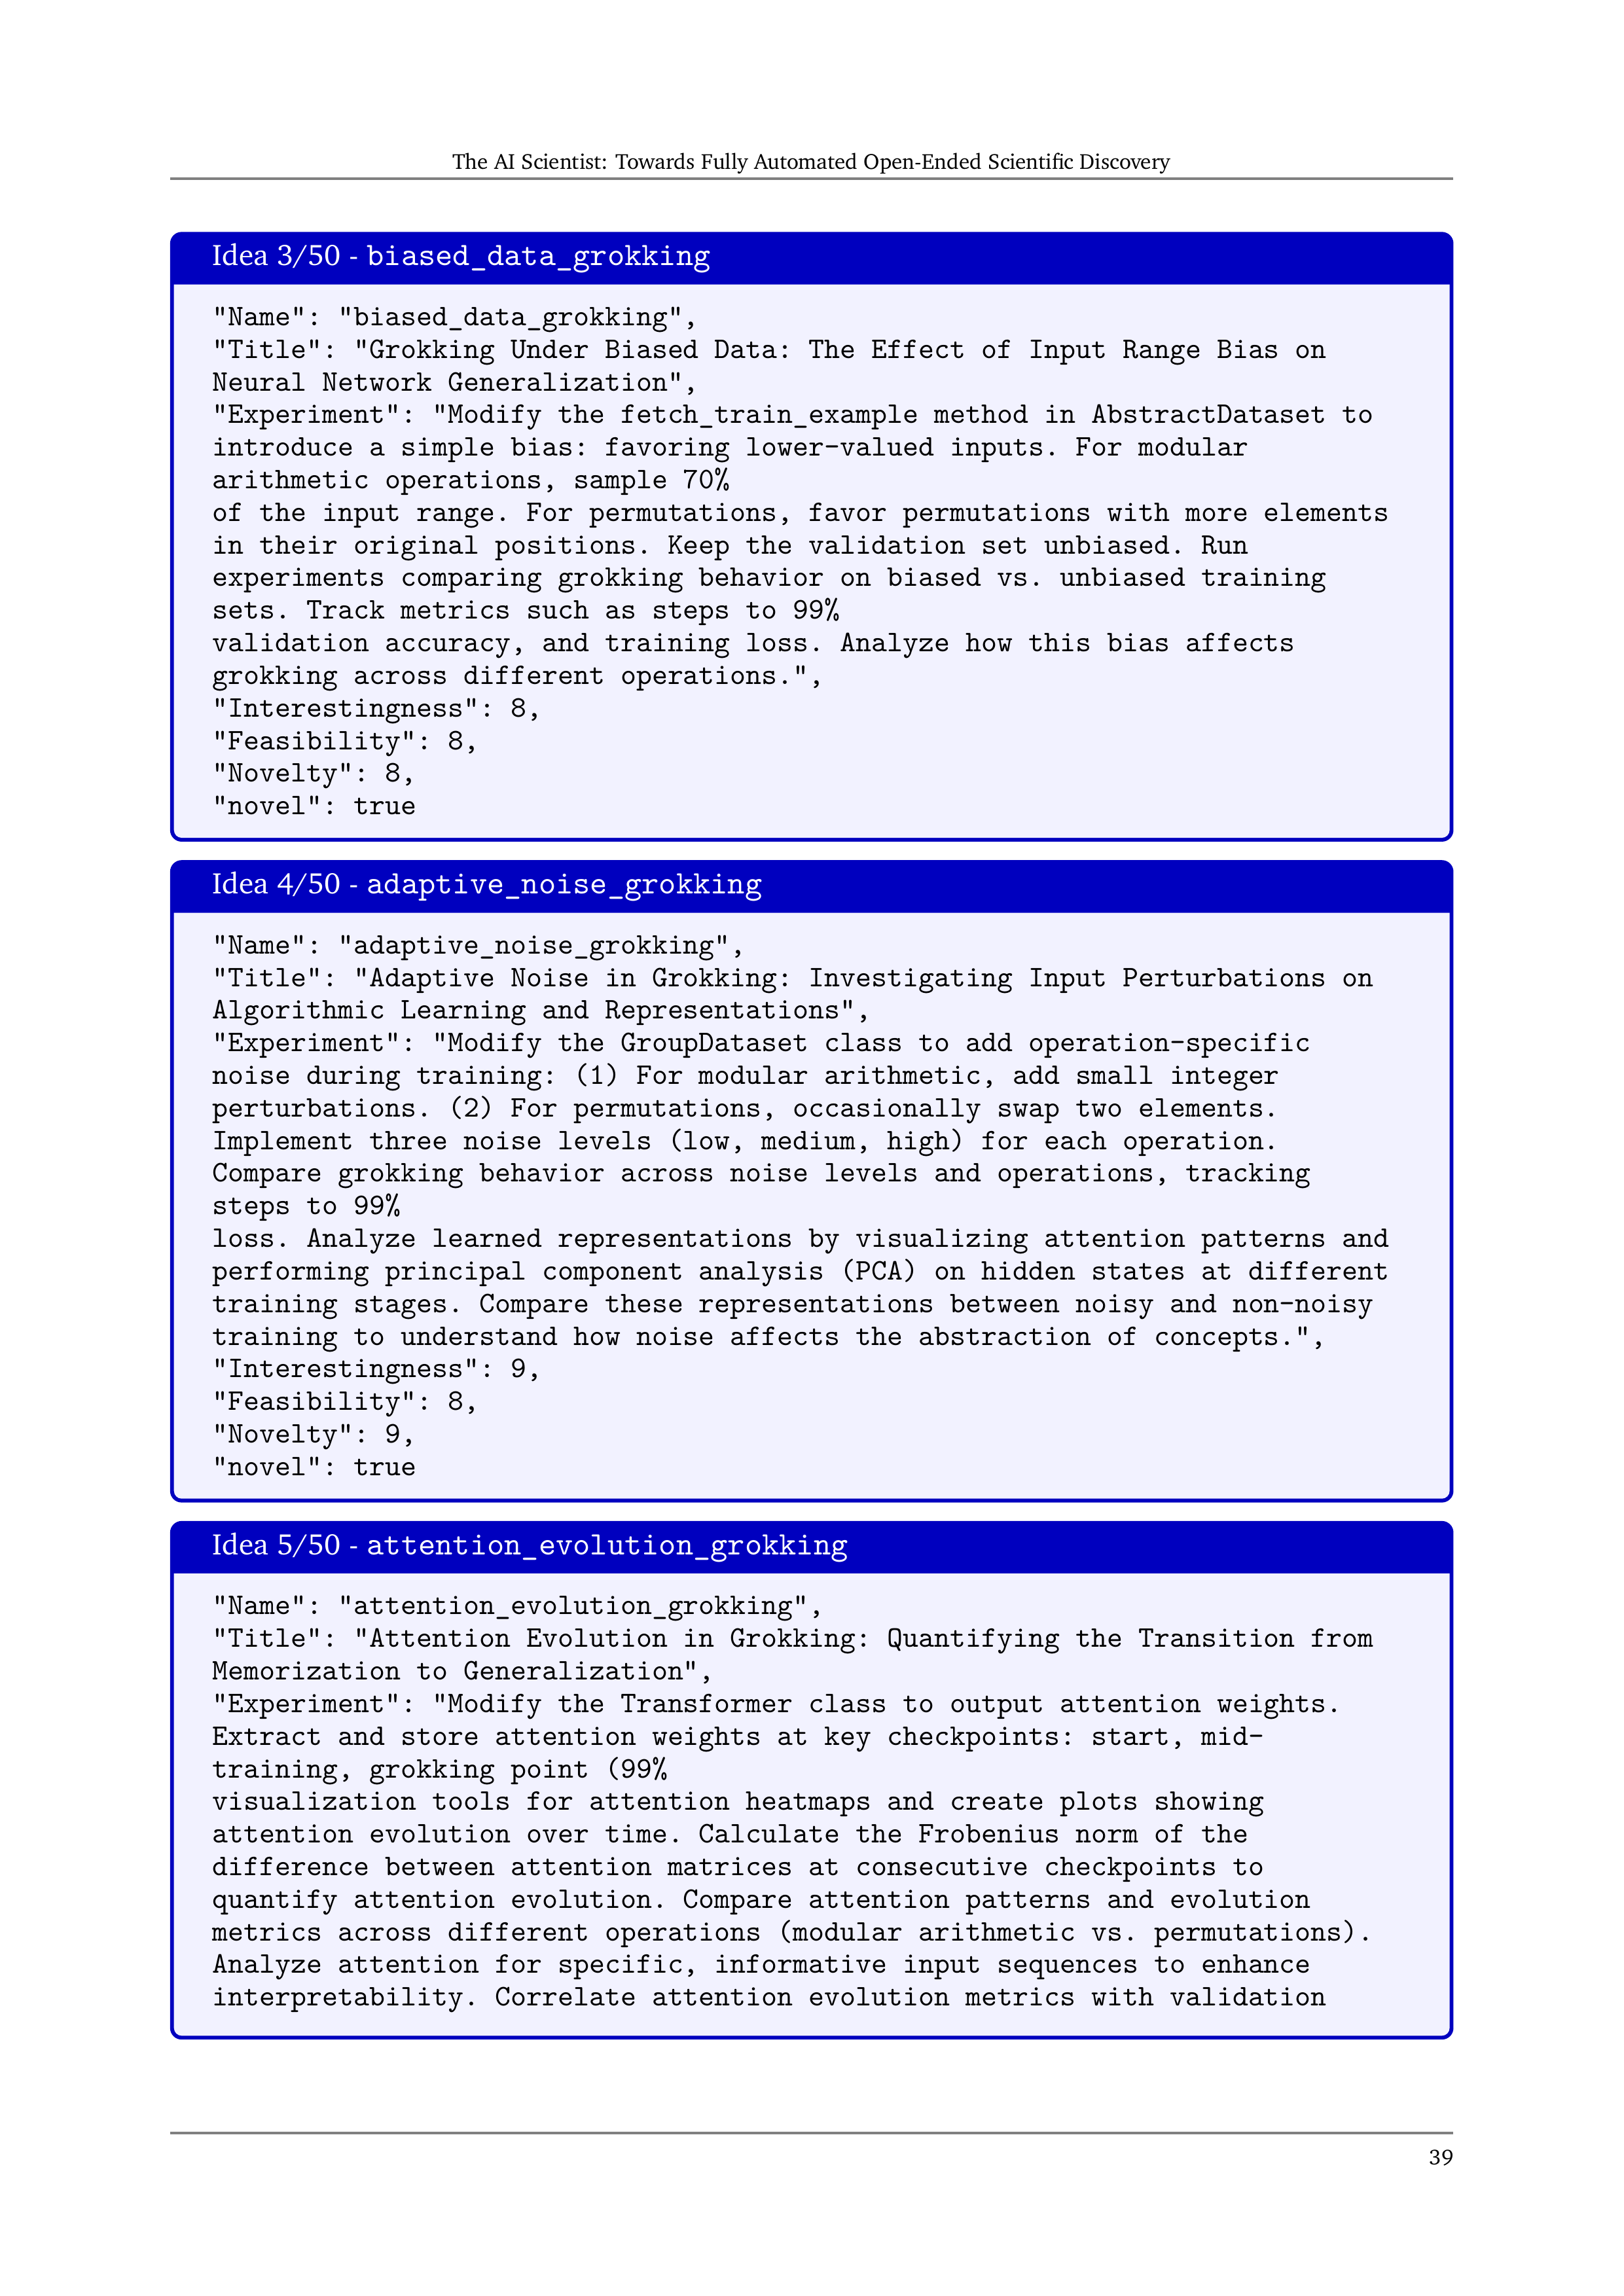 The AI Scientist: Towards Fully Automated Open-Ended Scientific Discovery
Idea 3/50 - biased_data_grokking
"Name": "biased_data_grokking",
"Title": "Grokking Under Biased Data: The Effect of Input Range Bias on
Neural Network Generalization",
"Experiment": "Modify the fetch_train_example method in AbstractDataset to
introduce a simple bias: favoring lower-valued inputs. For modular
arithmetic operations, sample 70%
of the input range. For permutations, favor permutations with more elements
in their original positions. Keep the validation set unbiased. Run
experiments comparing grokking behavior on biased vs. unbiased training
sets. Track metrics such as steps to 99%
validation accuracy, and training loss. Analyze how this bias affects
grokking across different operations.",
"Interestingness": 8,
"Feasibility": 8,
"Novelty": 8,
"novel": true
Idea 4/50 - adaptive_noise_grokking
"Name": "adaptive_noise_grokking",
"Title": "Adaptive Noise in Grokking: Investigating Input Perturbations on
Algorithmic Learning and Representations",
"Experiment": "Modify the GroupDataset class to add operation-specific
noise during training: (1) For modular arithmetic, add small integer
perturbations. (2) For permutations, occasionally swap two elements.
Implement three noise levels (low, medium, high) for each operation.
Compare grokking behavior across noise levels and operations, tracking
steps to 99%
loss. Analyze learned representations by visualizing attention patterns and
performing principal component analysis (PCA) on hidden states at different
training stages. Compare these representations between noisy and non-noisy
training to understand how noise affects the abstraction of concepts.",
"Interestingness": 9,
"Feasibility": 8,
"Novelty": 9,
"novel": true
Idea 5/50 - attention_evolution_grokking
"Name": "attention_evolution_grokking",
"Title": "Attention Evolution in Grokking: Quantifying the Transition from
Memorization to Generalization",
"Experiment": "Modify the Transformer class to output attention weights.
Extract and store attention weights at key checkpoints: start, mid-
training, grokking point (99%
visualization tools for attention heatmaps and create plots showing
attention evolution over time. Calculate the Frobenius norm of the
difference between attention matrices at consecutive checkpoints to
quantify attention evolution. Compare attention patterns and evolution
metrics across different operations (modular arithmetic vs. permutations).
Analyze attention for specific, informative input sequences to enhance
interpretability. Correlate attention evolution metrics with validation
39